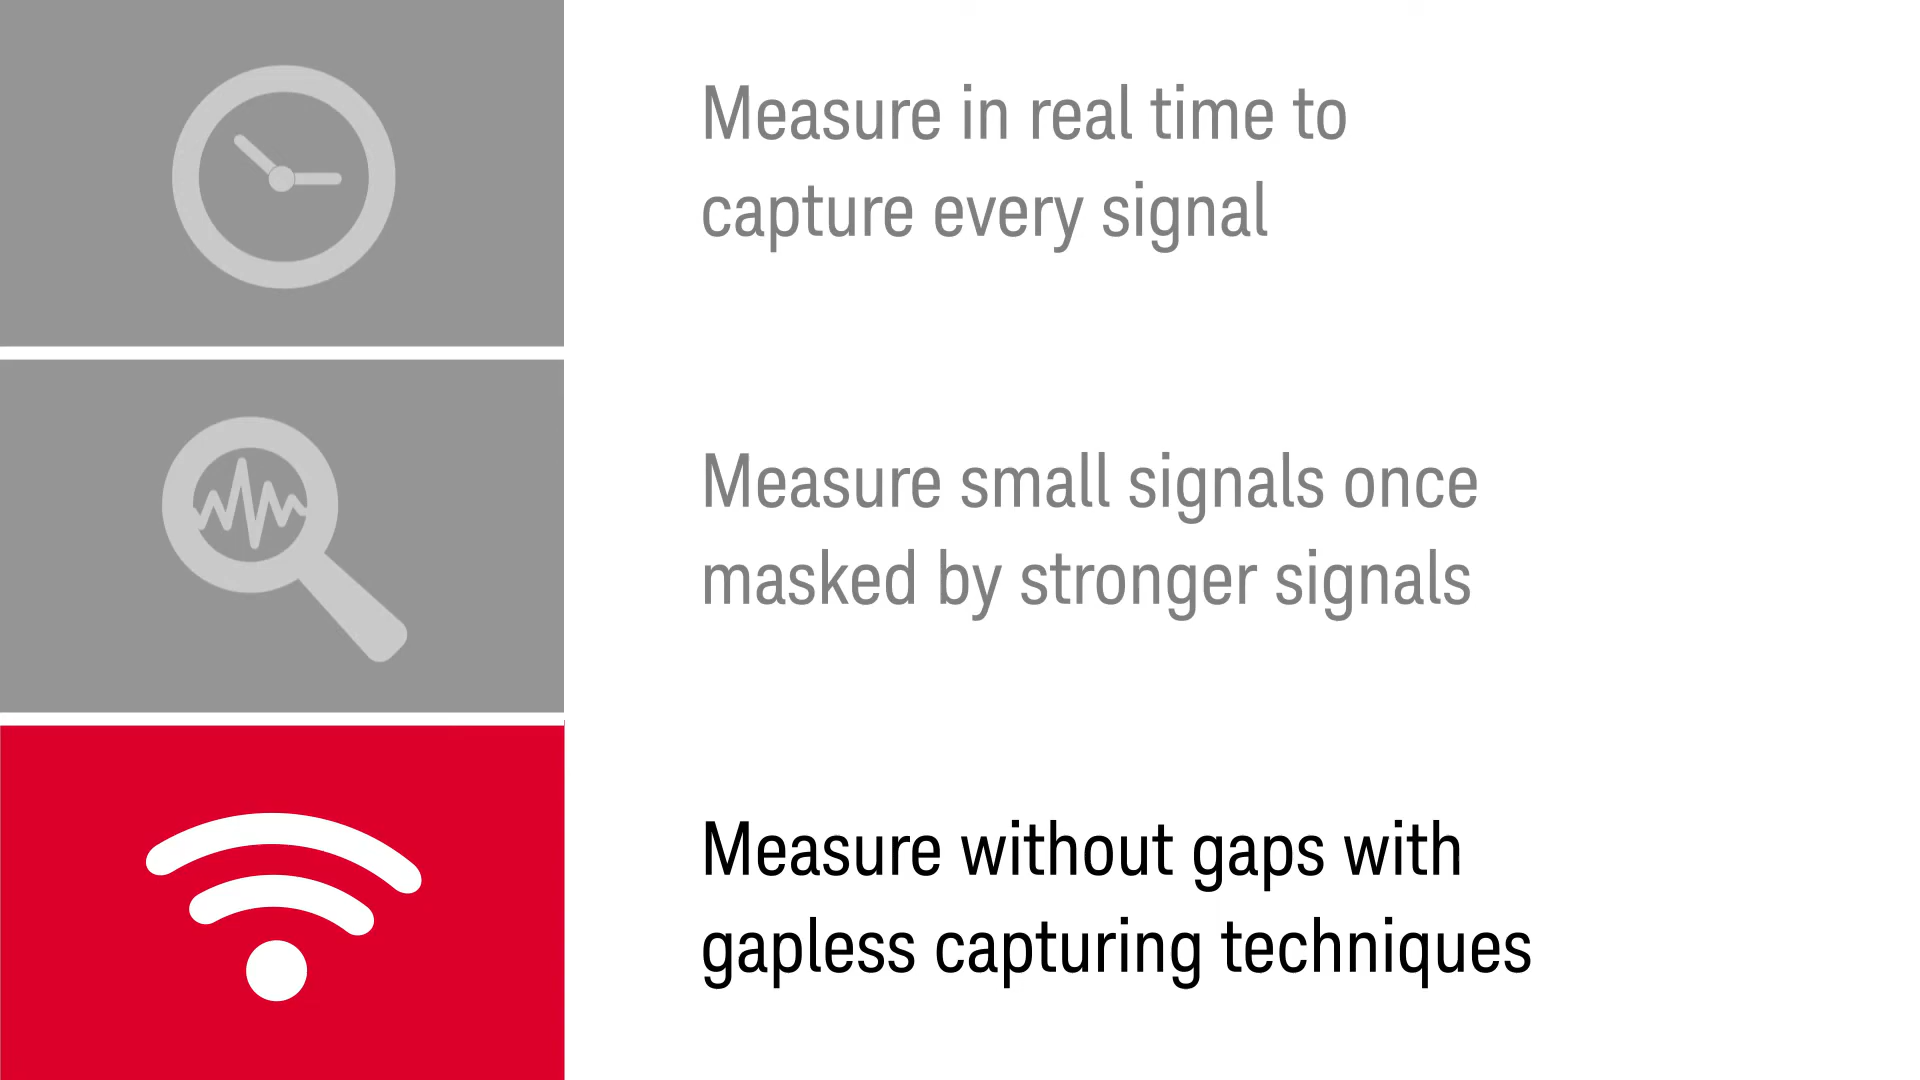 Measure in real time to
capture every signal
Measure small signals once
masked by stronger signals
Measure without gaps with
gapless capturing techniques